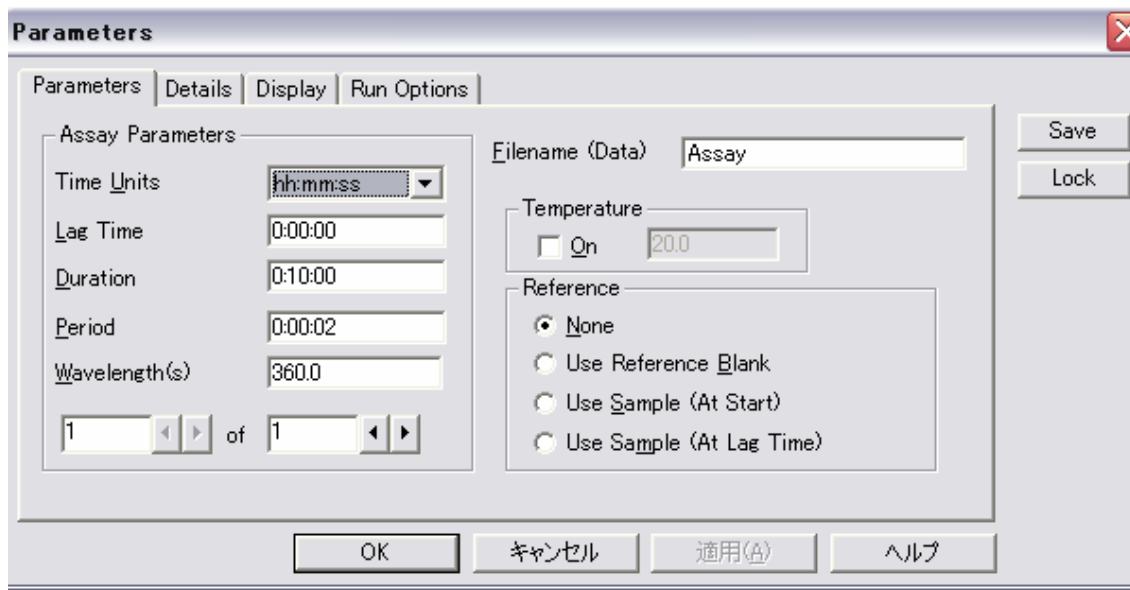 Parameters
Parameters Details Display Run Options
Assay Parameters
Time Units hh:mm:ss
Lag Time 0:00:00
Duration 0:10:00
Period 0:00:02
Wavelength(s) 360.0
1 of 1
Filename (Data) Assay
Temperature
On 20.0
Reference
None
Use Reference Blank
Use Sample (At Start)
Use Sample (At Lag Time)
Save
Lock
OK キャンセル 適用(A) ヘルプ